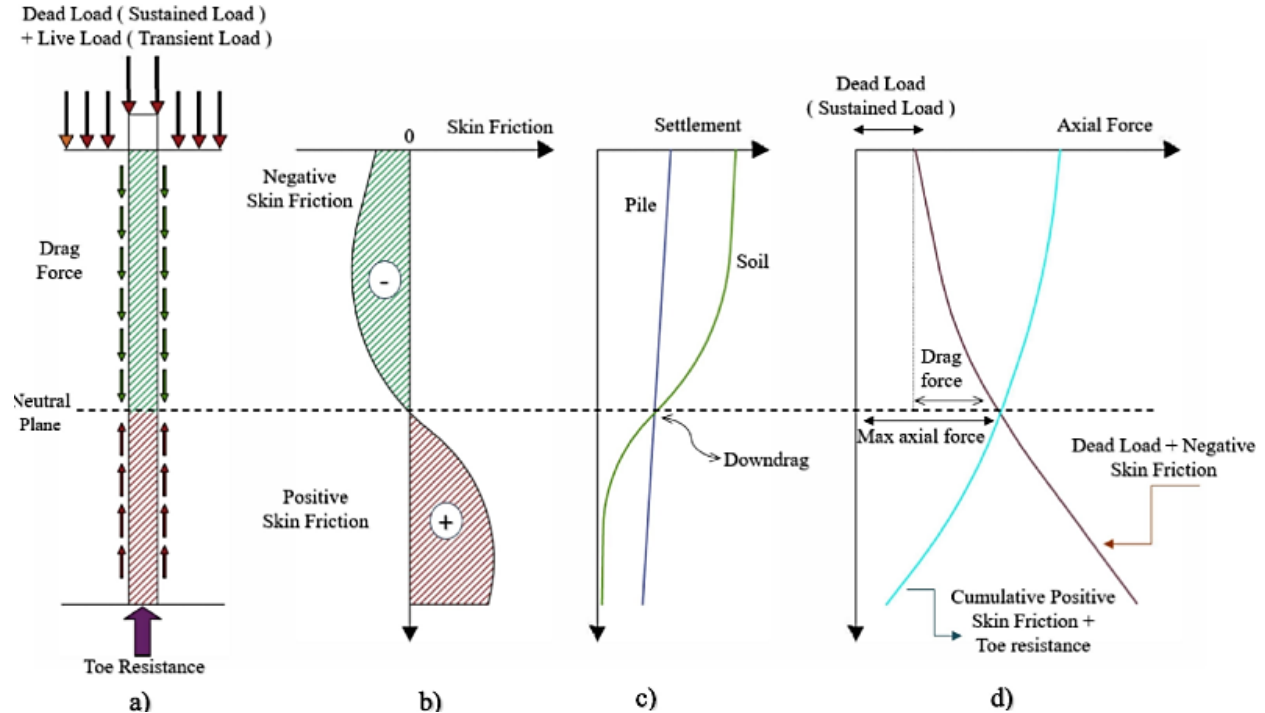 Dead Load ( Sustained Load )
+ Live Load ( Transient Load )
Drag
Force
Neutral
Plane
Toe Resistance
a)
0
Skin Friction
Negative
Skin Friction
-
Positive
Skin Friction
+
b)
Settlement
Pile
Soil
Downdrag
c)
Dead Load
( Sustained Load )
Axial Force
Drag
force
Max axial force
Dead Load + Negative
Skin Friction
Cumulative Positive
Skin Friction +
Toe resistance
d)